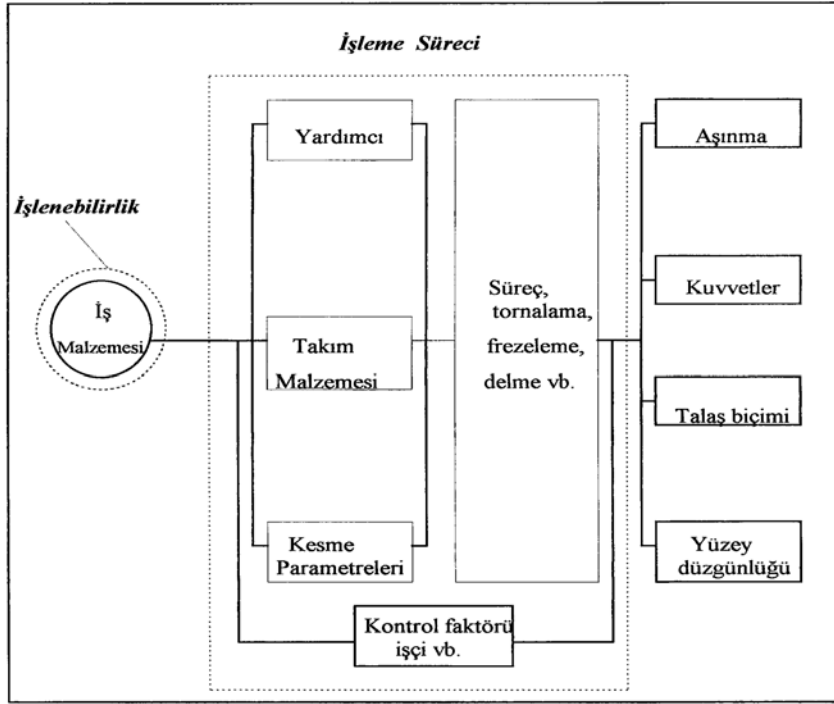 İşleme Süreci
İşlenebilirlik
İş
Malzemesi
Yardımcı
Takım
Malzemesi
Kesme
Parametreleri
Süreç,
tornalama,
frezeleme,
delme vb.
Kontrol faktörü
işçi vb.
Aşınma
Kuvvetler
Talaş biçimi
Yüzey
düzgünlüğü